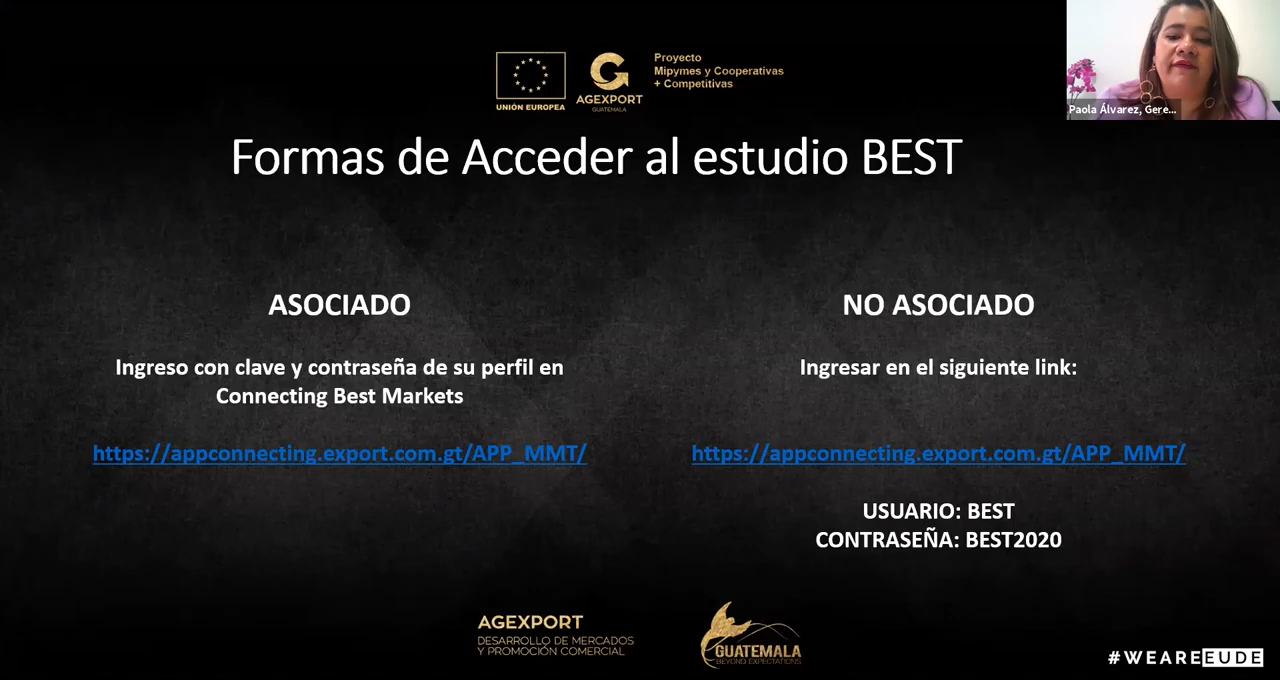 UNIÓN EUROPEA
AGEXPORT
GUATEMALA
Proyecto
Mipymes y Cooperativas
+ Competitivas
Paola Álvarez, Gere...
Formas de Acceder al estudio BEST
ASOCIADO
Ingreso con clave y contraseña de su perfil en
Connecting Best Markets
https://appconnecting.export.com.gt/APP_MMT/
NO ASOCIADO
Ingresar en el siguiente link:
https://appconnecting.export.com.gt/APP_MMT/
USUARIO: BEST
CONTRASEÑA: BEST2020
AGEXPORT
DESARROLLO DE MERCADOS
Y PROMOCIÓN COMERCIAL
GUATEMALA
BEYOND EXPECTATIONS
#WEAREEUDE